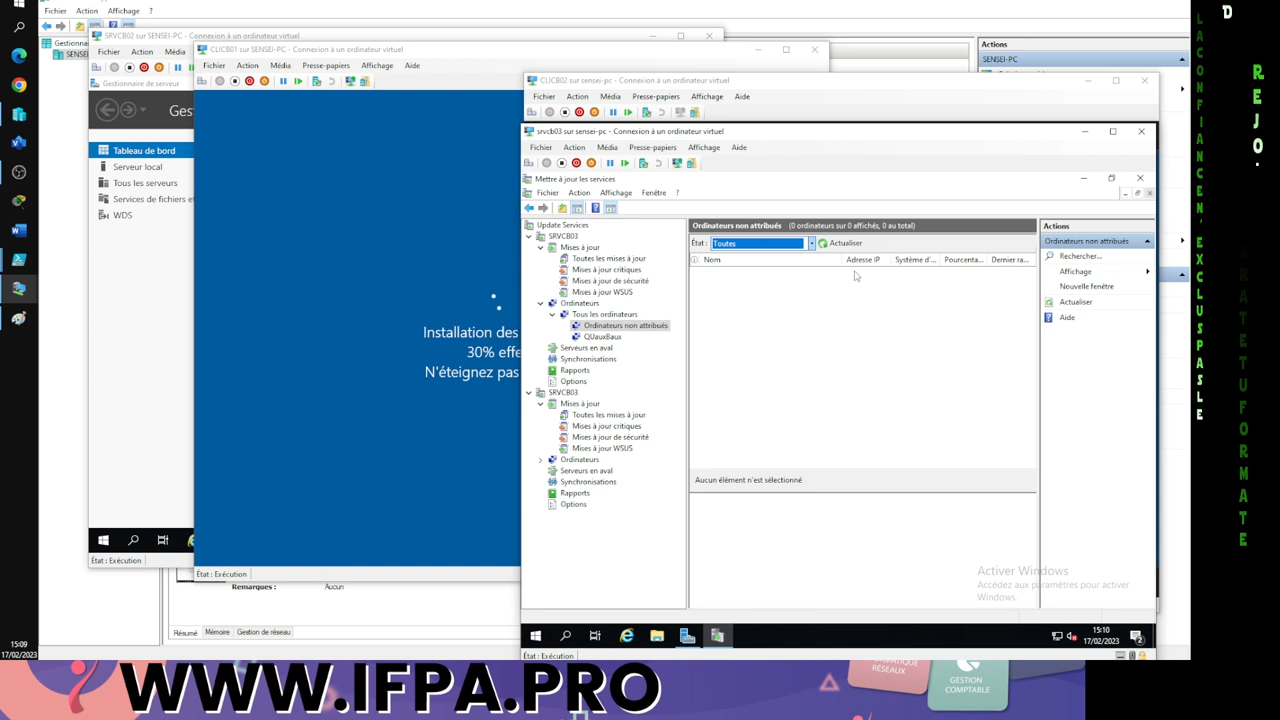 Fichier Action Affichage ?
SRVCB02 sur SENSEI-PC - Connexion à un ordinateur virtuel
Fichier Action Média
Gestionnaire de serveur
Tableau de bord
Serveur local
Tous les serveurs
Services de fichiers et
WDS
État : Exécution
CLICB01 sur SENSEI-PC - Connexion à un ordinateur virtuel
Fichier Action Média Presse-papiers Affichage Aide
Installation des
30% effe
N'éteignez pas
État : Exécution
Actions
SENSEI-PC
CLICB02 sur sensei-pc - Connexion à un ordinateur virtuel
Fichier Action Média Presse-papiers Affichage Aide
srvcb03 sur sensei-pc - Connexion à un ordinateur virtuel
Fichier Action Média Presse-papiers Affichage Aide
Mettre à jour les services
Fichier Action Affichage Fenêtre ?
Update Services
SRVCB03
Mises à jour
Toutes les mises à jour
Mises à jour critiques
Mises à jour de sécurité
Mises à jour WSUS
Ordinateurs
Tous les ordinateurs
Ordinateurs non attribués
QUauxBaux
Serveurs en aval
Synchronisations
Rapports
Options
SRVCB03
Mises à jour
Toutes les mises à jour
Mises à jour critiques
Mises à jour de sécurité
Mises à jour WSUS
Ordinateurs
Serveurs en aval
Synchronisations
Rapports
Options
Ordinateurs non attribués (0 ordinateurs sur 0 affichés, 0 au total)
État : Toutes Actualiser
Nom Adresse IP Système d'... Pourcenta... Dernier ra...
Aucun élément n'est sélectionné
Actions
Ordinateurs non attribués
Rechercher...
Affichage
Nouvelle fenêtre
Actualiser
Aide
Activer Windows
Accédez aux paramètres pour activer
Windows.
15:10
17/02/2023
État : Exécution
Remarques : Aucun
Résumé Mémoire Gestion de réseau
15:09
17/02/2023
WWW.IFPA.PRO
RÉSEAUX
GESTION
COMPTABLE
LACONFIANCEN'EXCLUSPASLE
D
REJO.